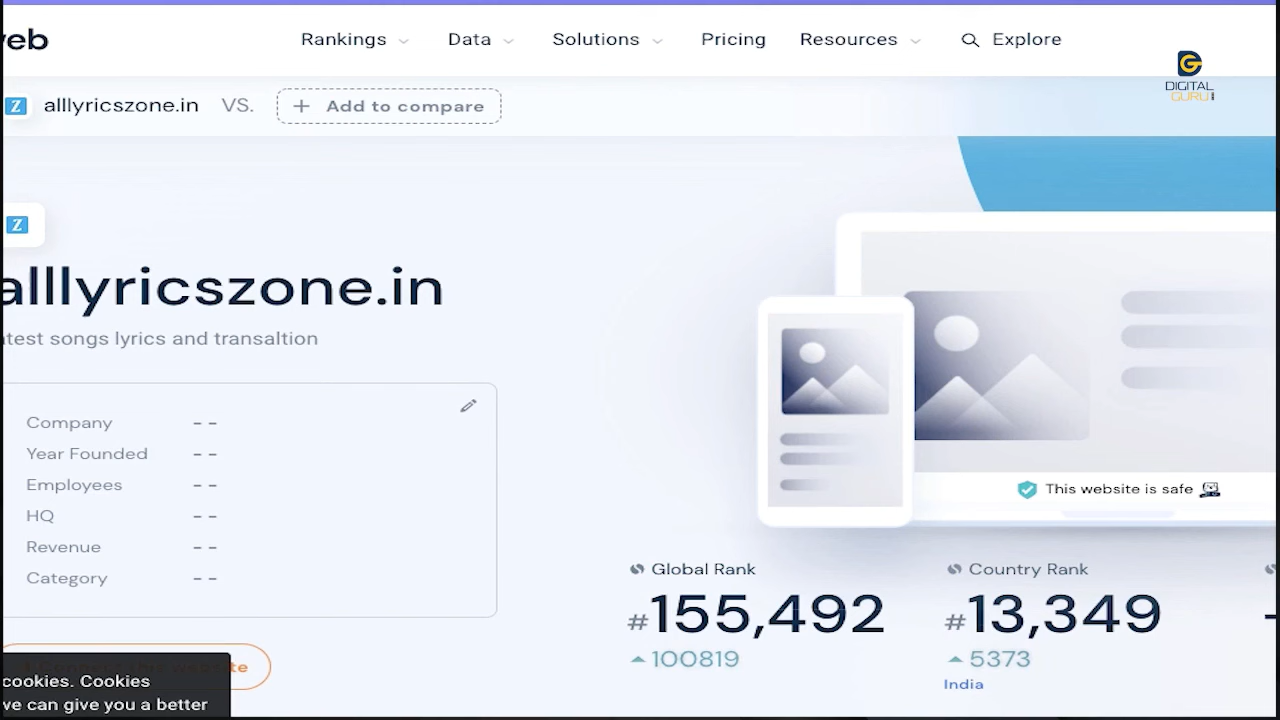 eb Rankings Data Solutions Pricing Resources Explore
DIGITAL
GURU
Z alllyricszone.in VS. + Add to compare
Z
alllyricszone.in
test songs lyrics and transaltion
Company - -
Year Founded - -
Employees - -
HQ - -
Revenue - -
Category - -
This website is safe
Global Rank
#155,492
100819
Country Rank
#13,349
5373
India
cookies. Cookies
ve can give you a better